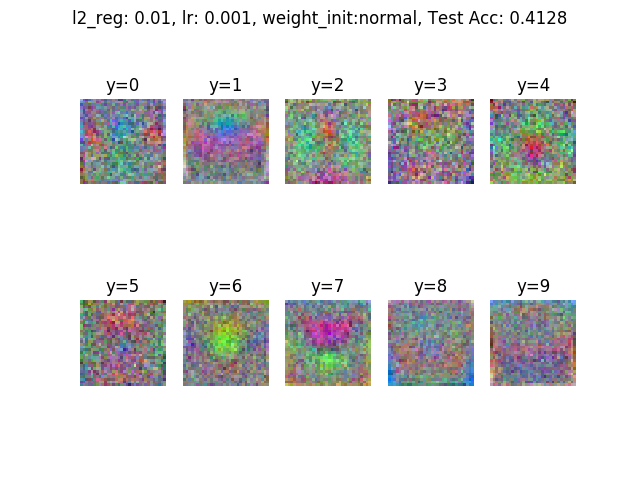 l2_reg: 0.01, lr: 0.001, weight_init:normal, Test Acc: 0.4128
y=0 y=1 y=2 y=3 y=4
y=5 y=6 y=7 y=8 y=9